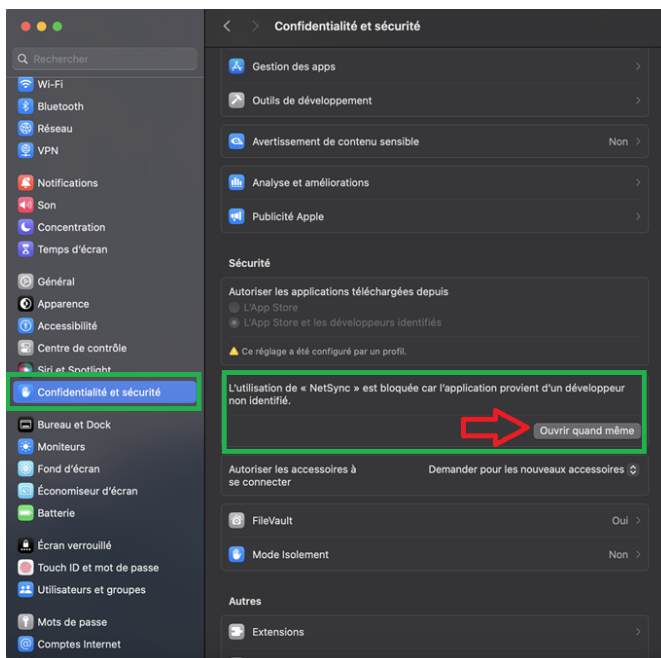 Confidentialité et sécurité
Rechercher
Wi-Fi
Bluetooth
Réseau
VPN
Notifications
Son
Concentration
Temps d'écran
Général
Apparence
Accessibilité
Centre de contrôle
Siri et Spotlight
Confidentialité et sécurité
Bureau et Dock
Moniteurs
Fond d'écran
Économiseur d'écran
Batterie
Écran verrouillé
Touch ID et mot de passe
Utilisateurs et groupes
Mots de passe
Comptes Internet
Gestion des apps
Outils de développement
Avertissement de contenu sensible Non
Analyse et améliorations
Publicité Apple
Sécurité
Autoriser les applications téléchargées depuis
L'App Store
L'App Store et les développeurs identifiés
Ce réglage a été configuré par un profil.
L'utilisation de « NetSync » est bloquée car l'application provient d'un développeur
non identifié.
Ouvrir quand même
Autoriser les accessoires à
se connecter
Demander pour les nouveaux accessoires
FileVault Oui
Mode Isolement Non
Autres
Extensions